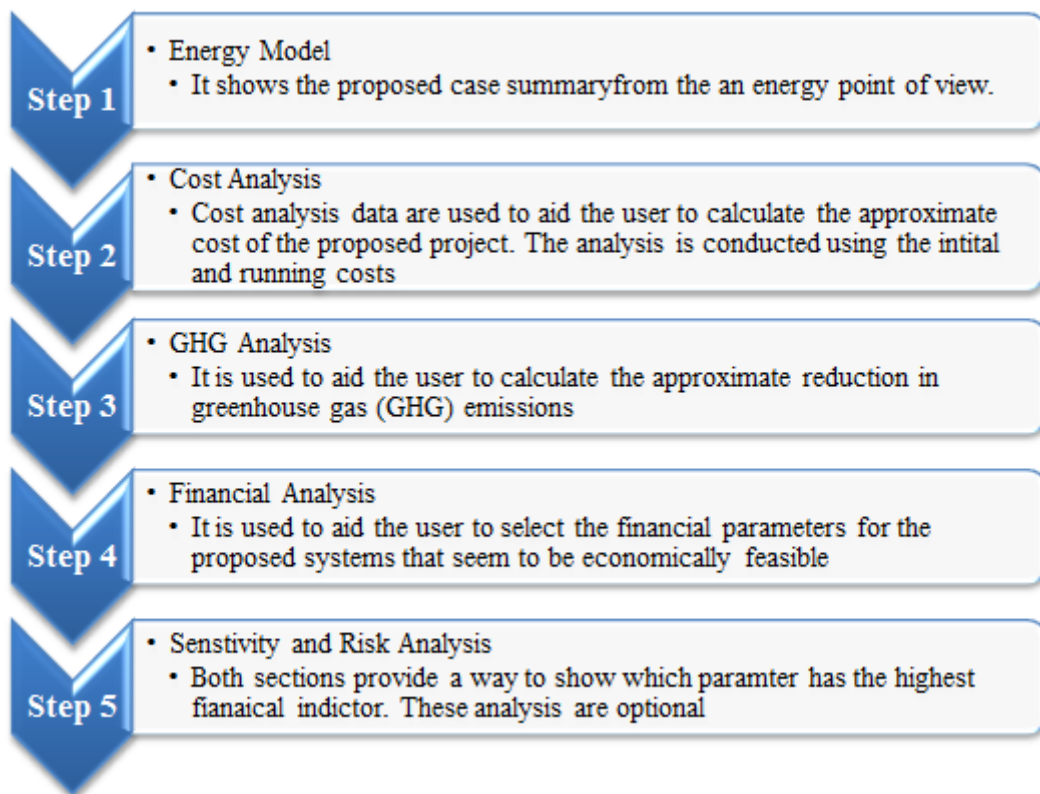 Step 1
• Energy Model
• It shows the proposed case summaryfrom the an energy point of view.
Step 2
• Cost Analysis
• Cost analysis data are used to aid the user to calculate the approximate
cost of the proposed project. The analysis is conducted using the intital
and running costs
Step 3
• GHG Analysis
• It is used to aid the user to calculate the approximate reduction in
greenhouse gas (GHG) emissions
Step 4
• Financial Analysis
• It is used to aid the user to select the financial parameters for the
proposed systems that seem to be economically feasible
Step 5
• Senstivity and Risk Analysis
• Both sections provide a way to show which paramter has the highest
fianaical indictor. These analysis are optional